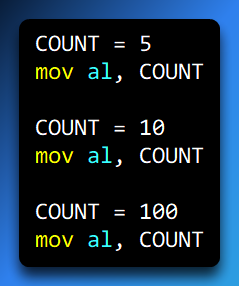 COUNT = 5
mov al, COUNT
COUNT = 10
mov al, COUNT
COUNT = 100
mov al, COUNT